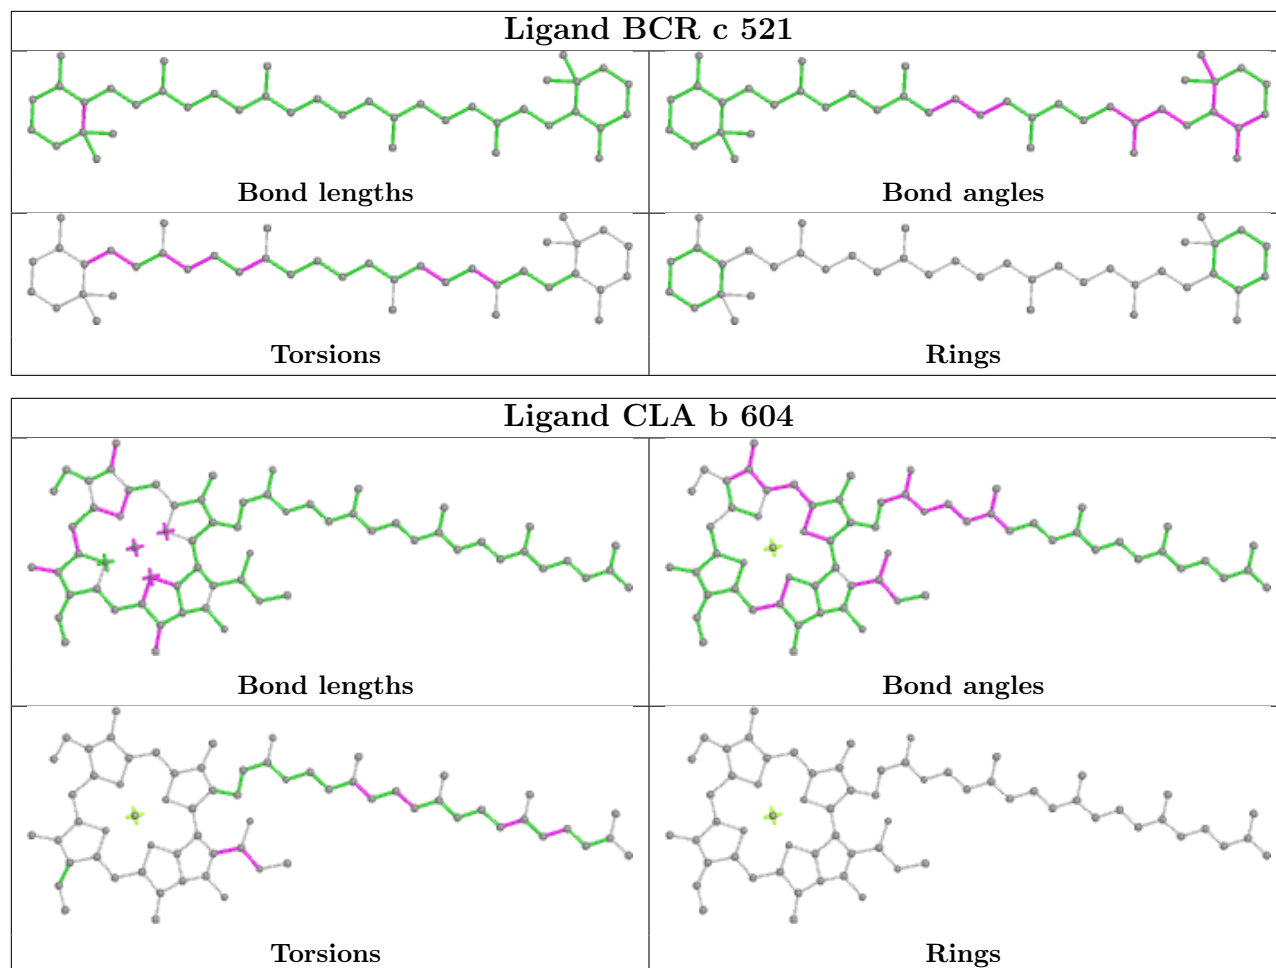 Ligand BCR c 521
Bond lengths
Bond angles
Torsions
Rings
Ligand CLA b 604
Bond lengths
Bond angles
Torsions
Rings